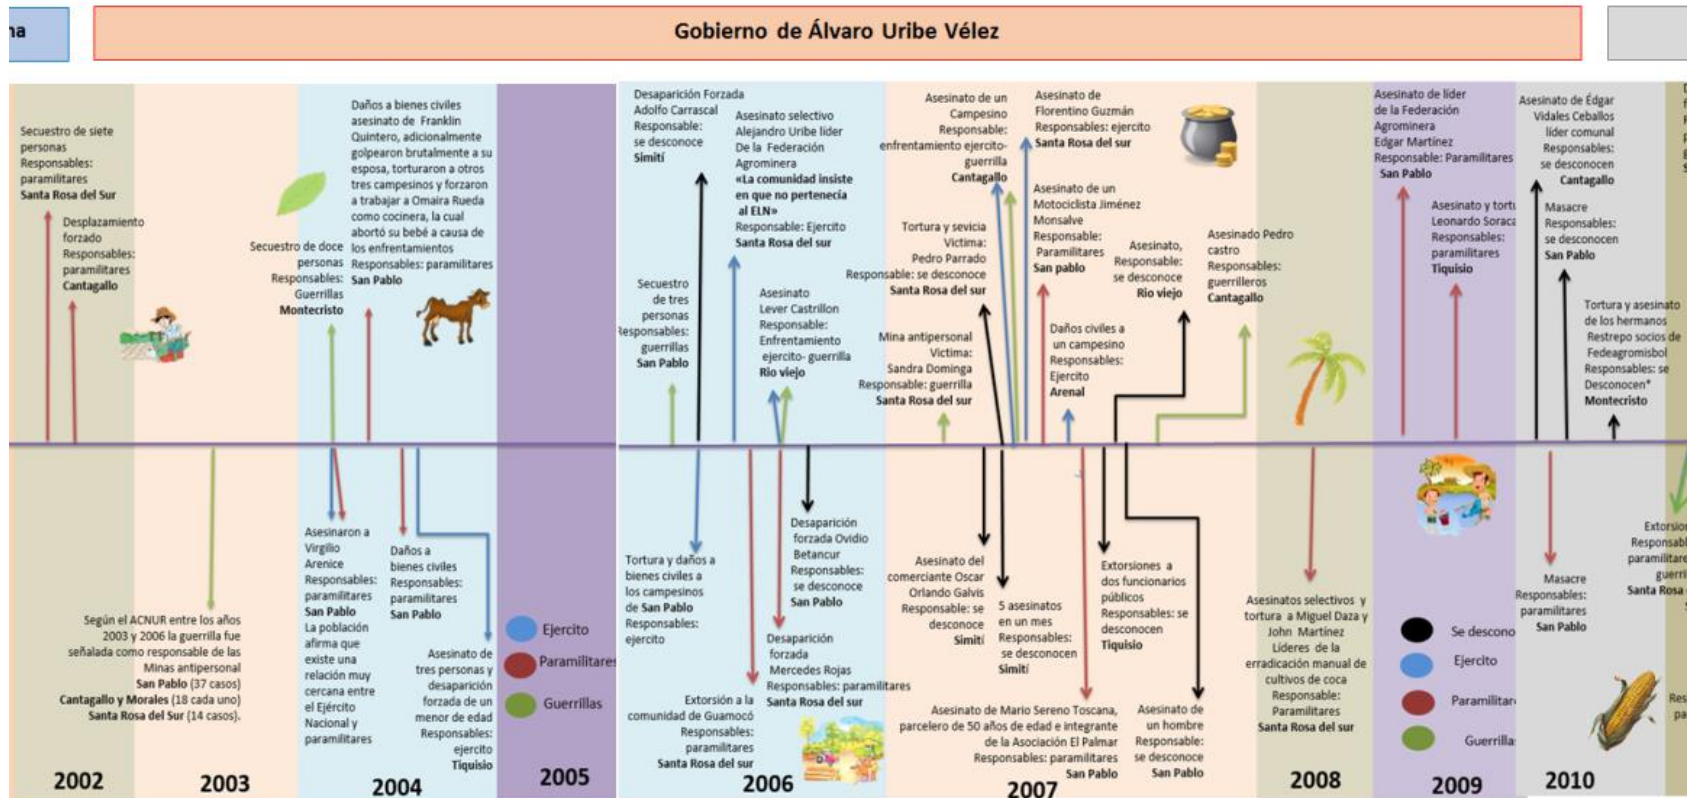 na
Gobierno de Álvaro Uribe Vélez
Secuestro de siete
personas
Responsables:
paramilitares
Santa Rosa del Sur
Desplazamiento
forzado
Responsables:
paramilitares
Cantagallo
Según el ACNUR entre los años
2003 y 2006 la guerrilla fue
señalada como responsable de las
Minas antipersonal
San Pablo (37 casos)
Cantagallo y Morales (18 cada uno)
Santa Rosa del Sur (14 casos).
Secuestro de doce
personas
Responsables:
Guerrillas
Montecristo
Daños a bienes civiles
asesinato de Franklin
Quintero, adicionalmente
golpearon brutalmente a su
esposa, torturaron a otros
tres campesinos y forzaron
a trabajar a Omaira Rueda
como cocinera, la cual
abortó su bebé a causa de
los enfrentamientos
Responsables: paramilitares
San Pablo
Asesinaron a
Virgilio
Arenice
Responsables:
paramilitares
San Pablo
La población
afirma que
existe una
relación muy
cercana entre
el Ejército
Nacional y
paramilitares
Daños a
bienes civiles
Responsables:
paramilitares
San Pablo
Asesinato de
tres personas y
desaparición
forzada de un
menor de edad
Responsables:
ejercito
Tiquisio
Ejercito
Paramilitares
Guerrillas
Desaparición Forzada
Adolfo Carrascal
Responsable:
se desconoce
Simití
Asesinato selectivo
Alejandro Uribe líder
De la Federación
Agrominera
«La comunidad insiste
en que no pertenecía
al ELN»
Responsable: Ejercito
Santa Rosa del sur
Secuestro
de tres
personas
Responsables:
guerrillas
San Pablo
Asesinato
Lever Castrillon
Responsable:
Enfrentamiento
ejercito- guerrilla
Rio viejo
Tortura y daños a
bienes civiles a
los campesinos
de San Pablo
Responsables:
ejercito
Extorsión a la
comunidad de Guamocó
Responsables:
paramilitares
Santa Rosa del sur
Desaparición
forzada
Mercedes Rojas
Responsables: paramilitares
Santa Rosa del sur
Desaparición
forzada Ovidio
Betancur
Responsables:
se desconoce
San Pablo
Asesinato de un
Campesino
Responsable:
enfrentamiento ejercito-
guerrilla
Cantagallo
Asesinato de
Florentino Guzmán
Responsables: ejercito
Santa Rosa del sur
Tortura y sevicia
Victima:
Pedro Parrado
Responsable: se desconoce
Santa Rosa del sur
Asesinato de un
Motociclista Jiménez
Monsalve
Responsable:
Paramilitares
San pablo
Asesinato,
Responsable:
se desconoce
Rio viejo
Asesinado Pedro
castro
Responsables:
guerrilleros
Cantagallo
Mina antipersonal
Victima:
Sandra Dominga
Responsable: guerrilla
Santa Rosa del sur
Daños civiles a
un campesino
Responsables:
Ejercito
Arenal
Asesinato del
comerciante Oscar
Orlando Galvis
Responsable: se
desconoce
Simití
5 asesinatos
en un mes
Responsables:
se desconocen
Simití
Extorsiones a
dos funcionarios
públicos
Responsables: se
desconocen
Tiquisio
Asesinato de Mario Sereno Toscana,
parcelero de 50 años de edad e integrante
de la Asociación El Palmar
Responsables: paramilitares
San Pablo
Asesinato de
un hombre
Responsable:
se desconoce
San Pablo
Asesinatos selectivos y
tortura a Miguel Daza y
John Martínez
Líderes de la
erradicación manual de
cultivos de coca
Responsable:
Paramilitares
Santa Rosa del sur
Asesinato de líder
de la Federación
Agrominera
Edgar Martínez
Responsable: Paramilitares
San Pablo
Asesinato y tortu
Leonardo Soraca
Responsables:
paramilitares
Tiquisio
Se descono
Ejercito
Paramilitare
Guerrilla
Asesinato de Édgar
Vidales Ceballos
líder comunal
Responsables:
se desconocen
Cantagallo
Masacre
Responsables:
se desconocen
San Pablo
Tortura y asesinato
de los hermanos
Restrepo socios de
Fedeagromisbol
Responsables: se
Desconocen*
Montecristo
Masacre
Responsables:
paramilitares
San Pablo
Extorsion
Responsabl
paramilitare
guerril
Santa Rosa
2002
2003
2004
2005
2006
2007
2008
2009
2010